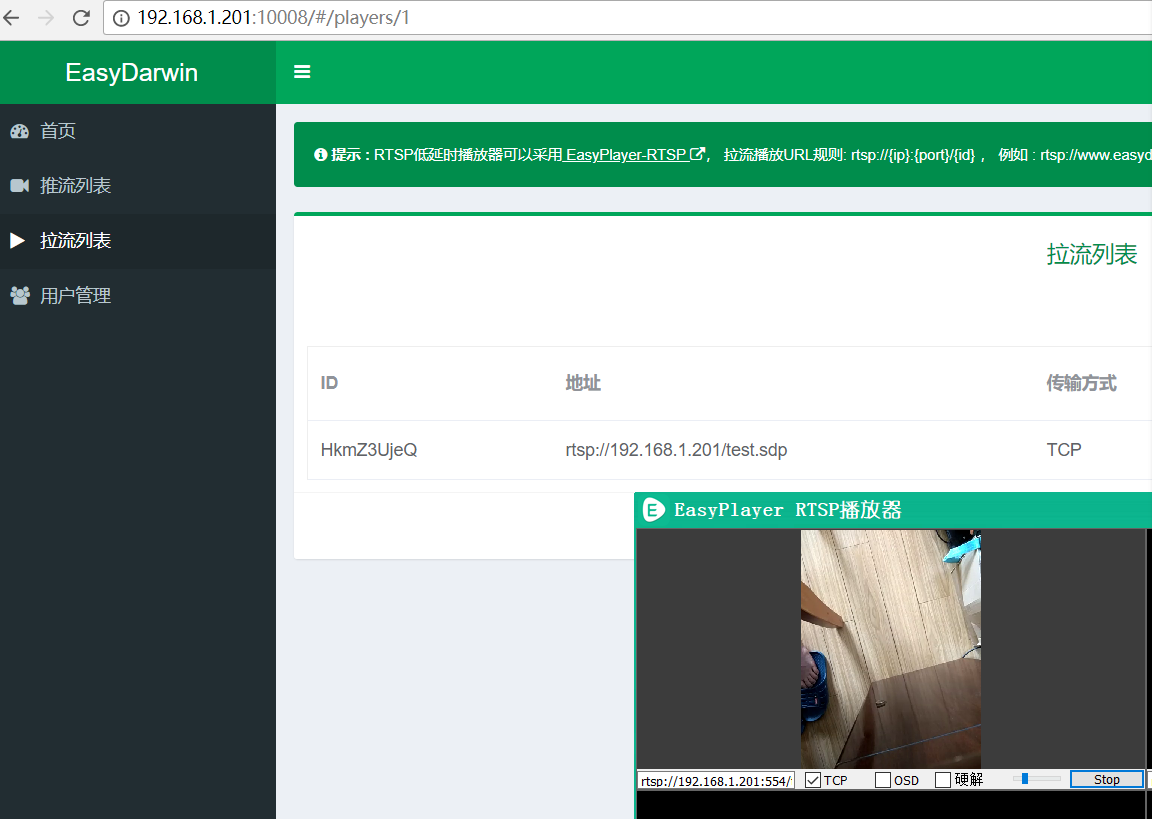 192.168.1.201:10008/#/players/1
EasyDarwin
首页
推流列表
拉流列表
用户管理
提示 : RTSP低延时播放器可以采用 EasyPlayer-RTSP ， 拉流播放URL规则: rtsp://{ip}:{port}/{id} ， 例如 : rtsp://www.easyd
拉流列表
ID 地址 传输方式
HkmZ3UjeQ rtsp://192.168.1.201/test.sdp TCP
EasyPlayer RTSP播放器
rtsp://192.168.1.201:554/ TCP OSD 硬解 Stop